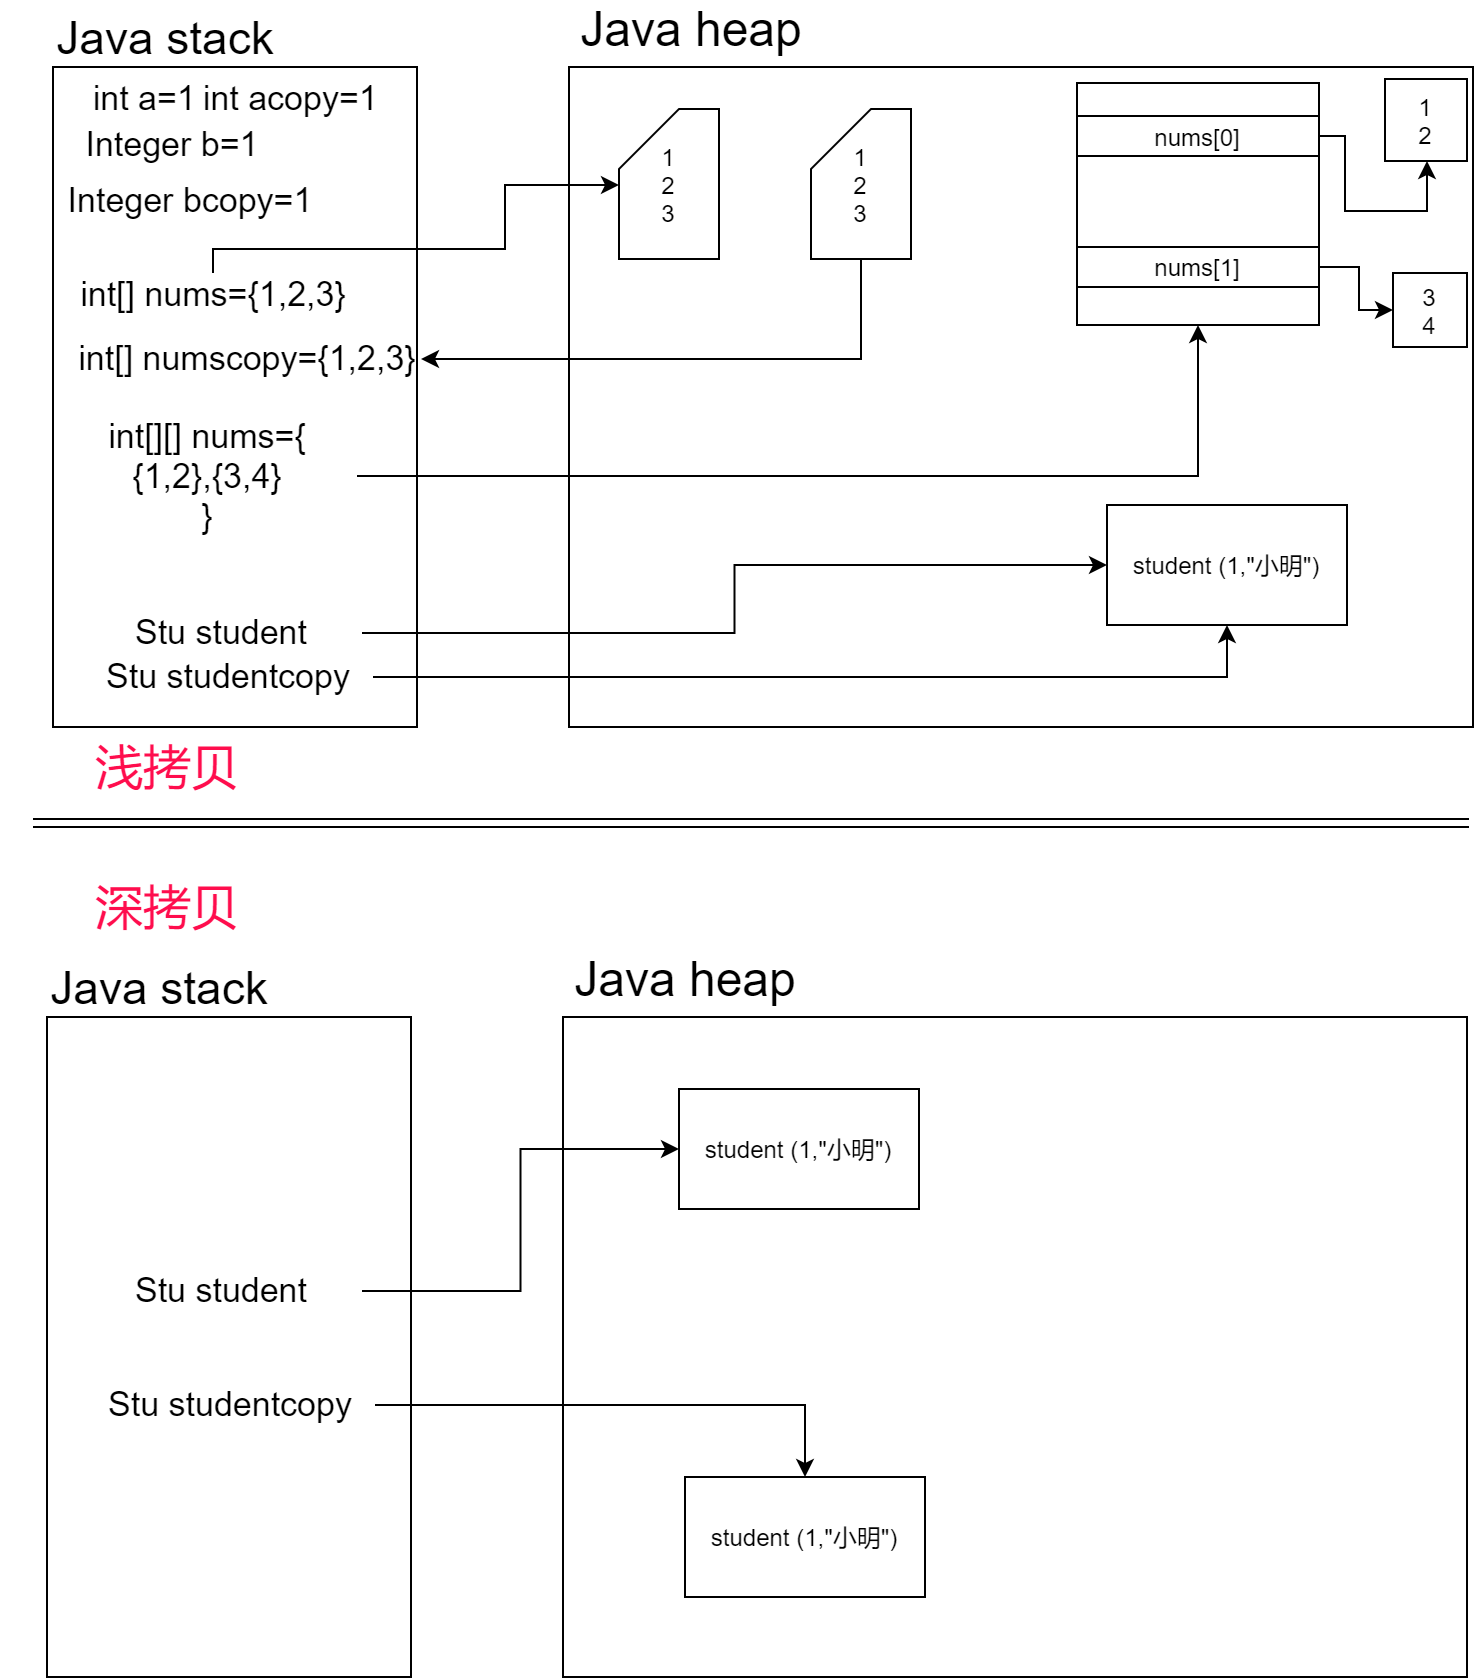 Java stack
Java heap
int a=1 int acopy=1
Integer b=1
Integer bcopy=1
int[] nums={1,2,3}
int[] numscopy={1,2,3}
int[][] nums={
{1,2},{3,4}
}
Stu student
Stu studentcopy
1
2
3
1
2
3
nums[0]
nums[1]
1
2
3
4
student (1,"小明")
浅拷贝
深拷贝
Java stack
Java heap
Stu student
Stu studentcopy
student (1,"小明")
student (1,"小明")